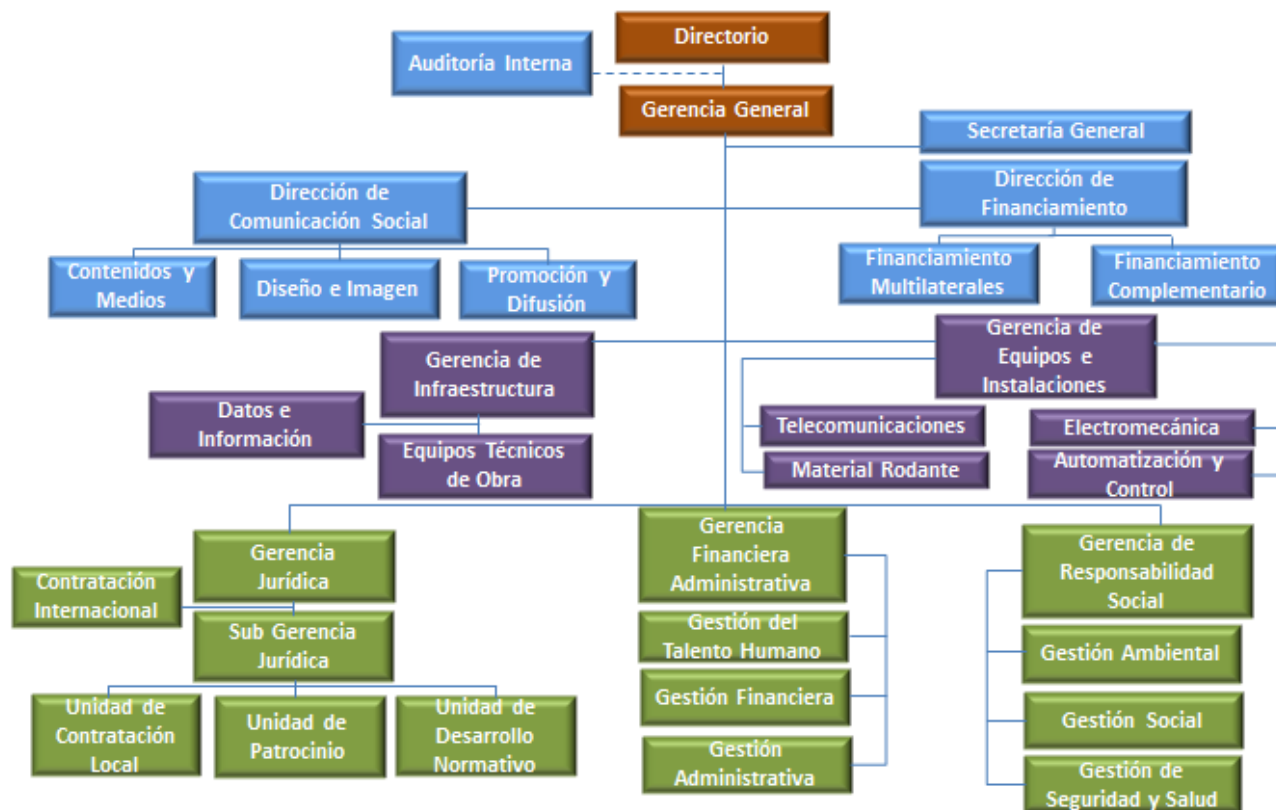 Directorio
Auditoría Interna
Gerencia General
Secretaría General
Dirección de
Comunicación Social
Dirección de
Financiamiento
Contenidos y
Medios
Diseño e Imagen
Promoción y
Difusión
Financiamiento
Multilaterales
Financiamiento
Complementario
Gerencia de
Infraestructura
Gerencia de
Equipos e
Instalaciones
Datos e
Información
Equipos Técnicos
de Obra
Telecomunicaciones
Material Rodante
Electromecánica
Automatización y
Control
Gerencia
Jurídica
Contratación
Internacional
Sub Gerencia
Jurídica
Unidad de
Contratación
Local
Unidad de
Patrocinio
Unidad de
Desarrollo
Normativo
Gerencia
Financiera
Administrativa
Gestión del
Talento Humano
Gestión Financiera
Gestión
Administrativa
Gerencia de
Responsabilidad
Social
Gestión Ambiental
Gestión Social
Gestión de
Seguridad y Salud